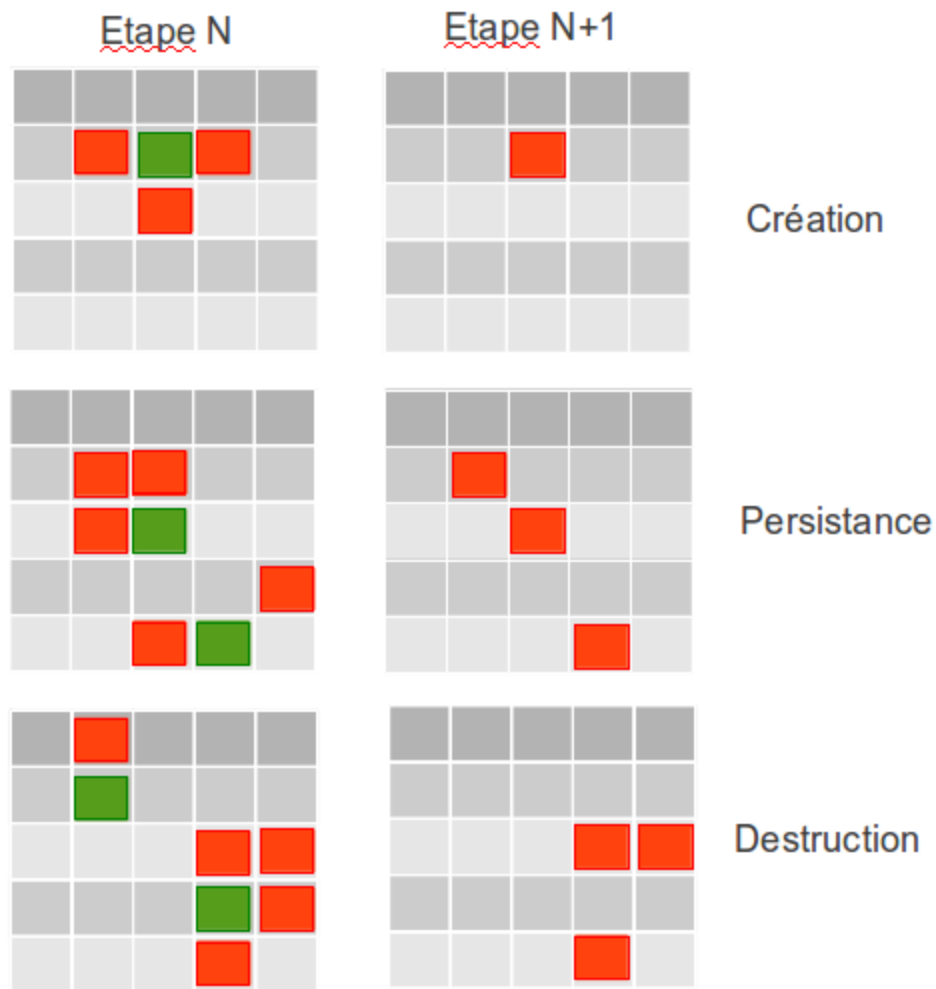 Etape N
Etape N+1
Création
Persistance
Destruction